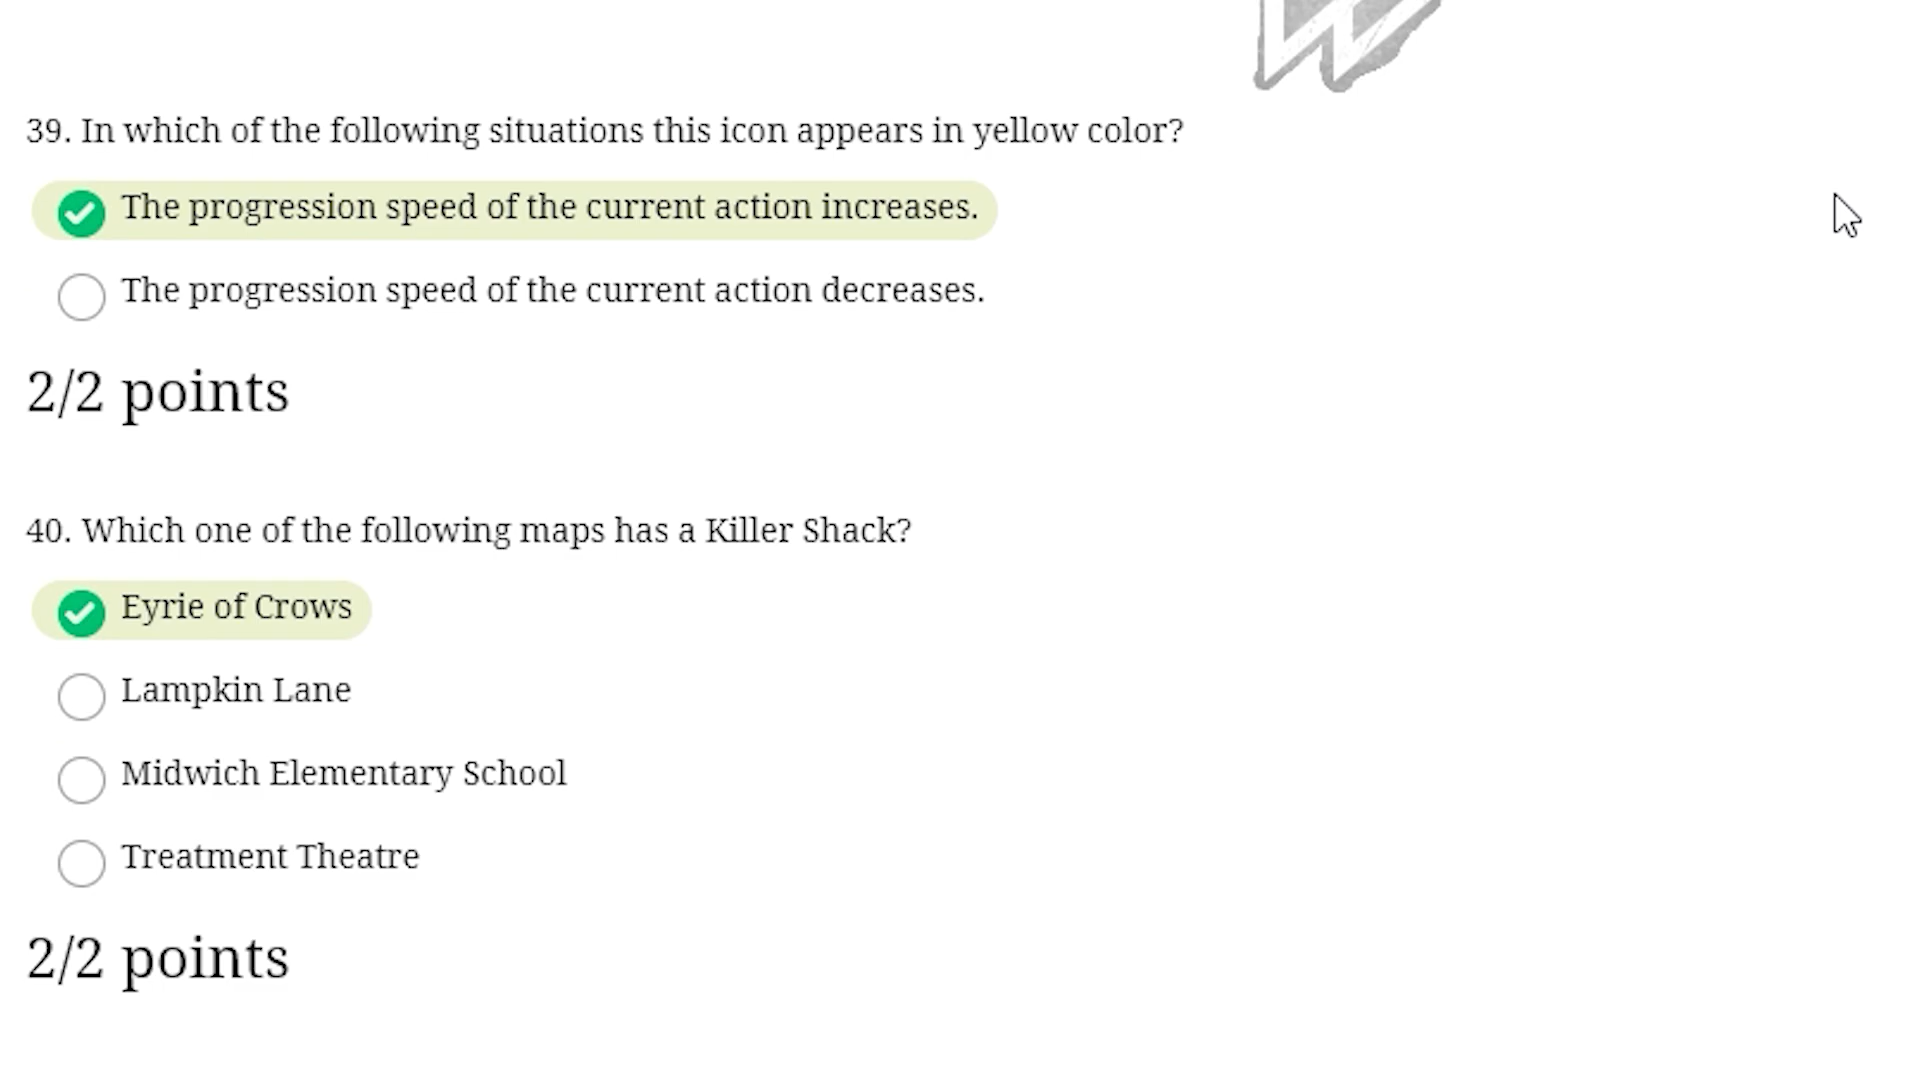 39. In which of the following situations this icon appears in yellow color?
The progression speed of the current action increases.
The progression speed of the current action decreases.
2/2 points
40. Which one of the following maps has a Killer Shack?
Eyrie of Crows
Lampkin Lane
Midwich Elementary School
Treatment Theatre
2/2 points